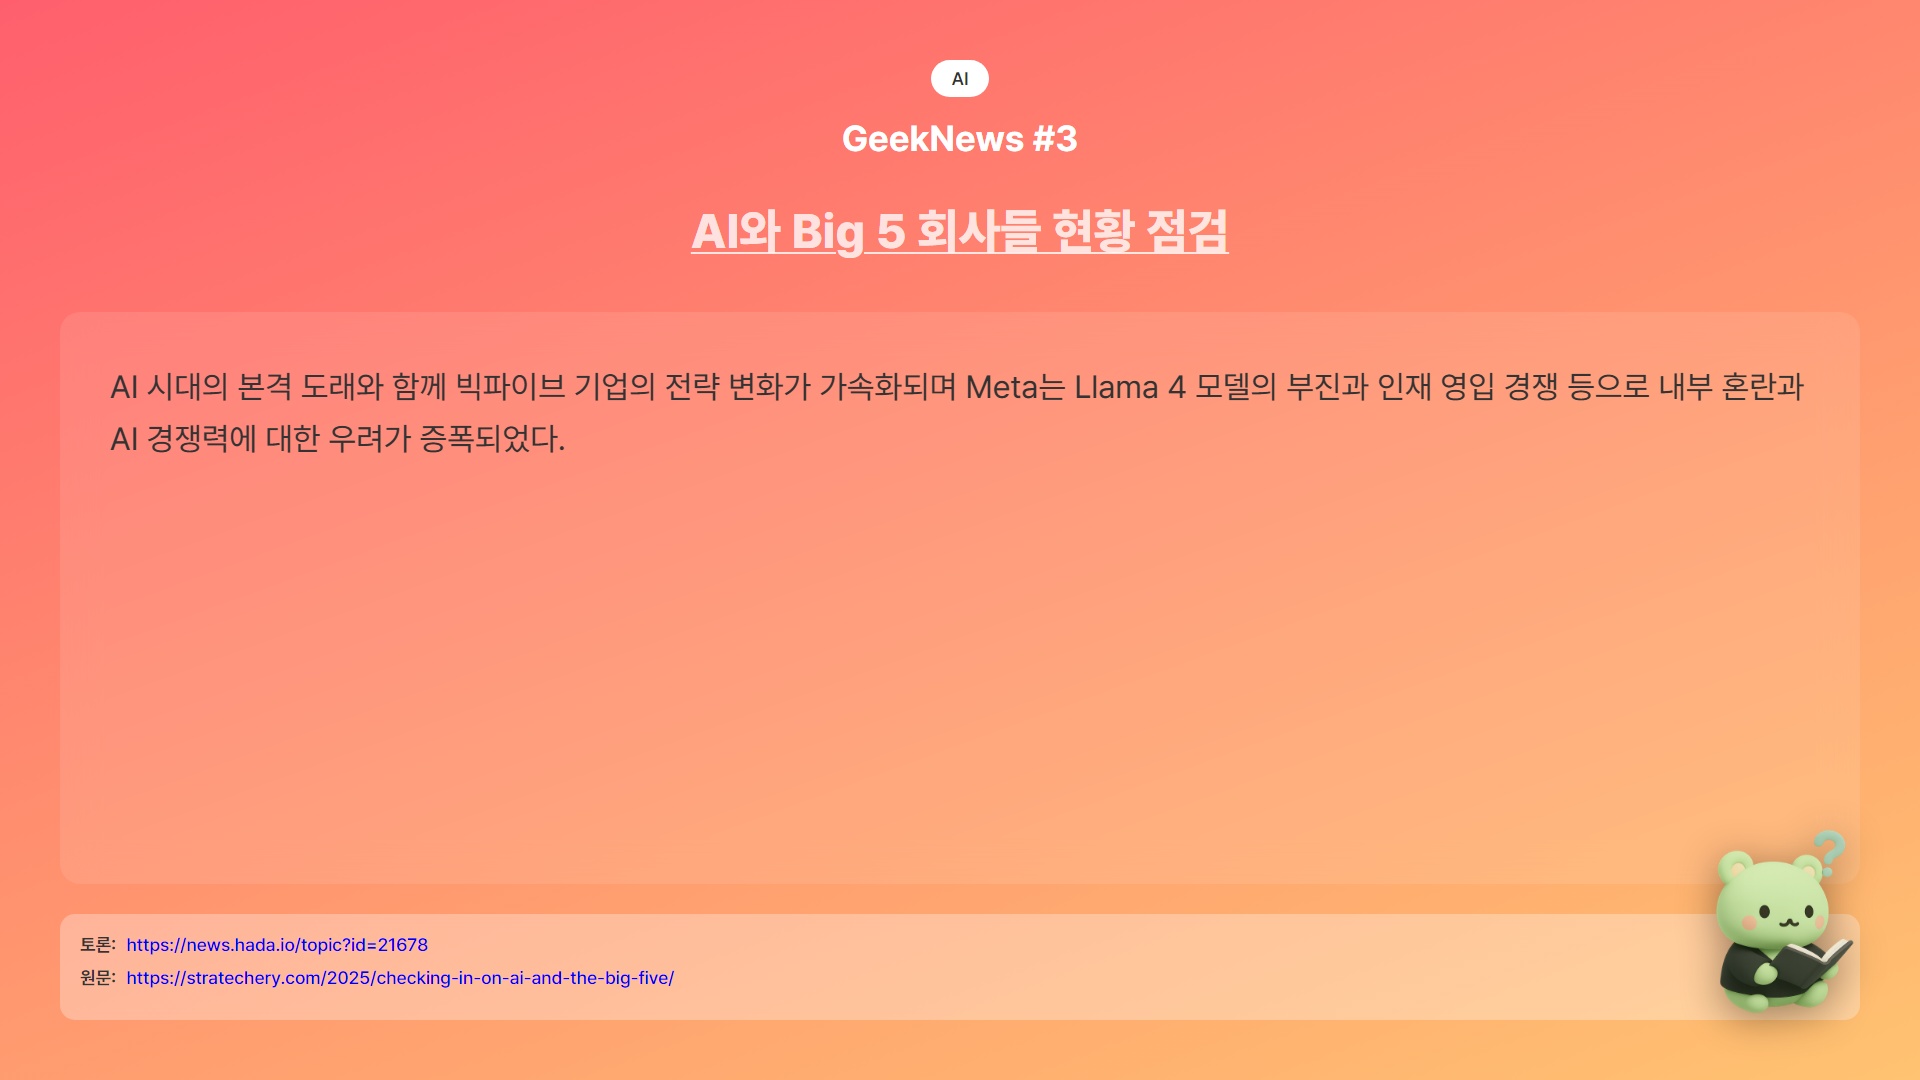 AI
GeekNews #3
AI와 Big 5 회사들 현황 점검
AI 시대의 본격 도래와 함께 빅파이브 기업의 전략 변화가 가속화되며 Meta는 Llama 4 모델의 부진과 인재 영입 경쟁 등으로 내부 혼란과
AI 경쟁력에 대한 우려가 증폭되었다.
토론: https://news.hada.io/topic?id=21678
원문: https://stratechery.com/2025/checking-in-on-ai-and-the-big-five/